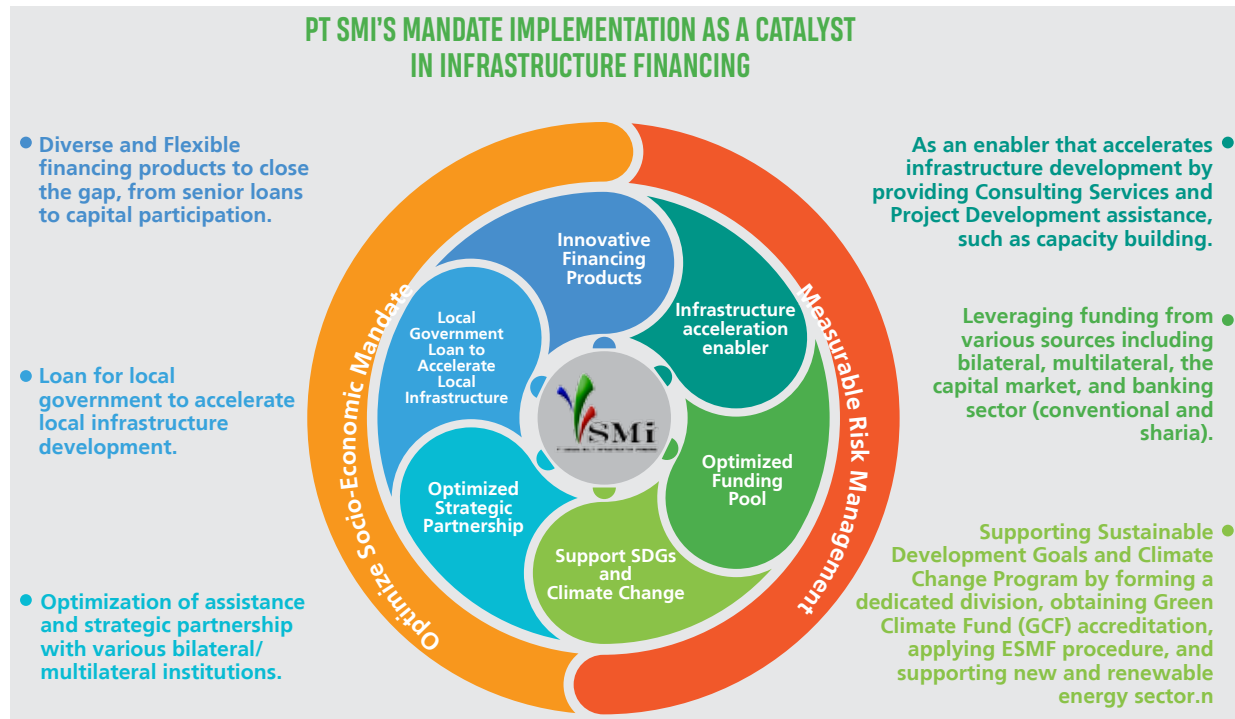 PT SMI'S MANDATE IMPLEMENTATION AS A CATALYST
IN INFRASTRUCTURE FINANCING
Diverse and Flexible
financing products to close
the gap, from senior loans
to capital participation.
Loan for local
government to accelerate
local infrastructure
development.
Optimization of assistance
and strategic partnership
with various bilateral/
multilateral institutions.
Optimize Socio-Economic Mandate
Innovative
Financing
Products
Local
Government
Loan to
Accelerate
Local
Infrastructure
Optimized
Strategic
Partnership
SMi
Infrastructure
acceleration
enabler
Optimized
Funding
Pool
Support SDGs
and
Climate Change
Measurable Risk Management
As an enabler that accelerates
infrastructure development by
providing Consulting Services and
Project Development assistance,
such as capacity building.
Leveraging funding from
various sources including
bilateral, multilateral, the
capital market, and banking
sector (conventional and
sharia).
Supporting Sustainable
Development Goals and Climate
Change Program by forming a
dedicated division, obtaining Green
Climate Fund (GCF) accreditation,
applying ESMF procedure, and
supporting new and renewable
energy sector.n